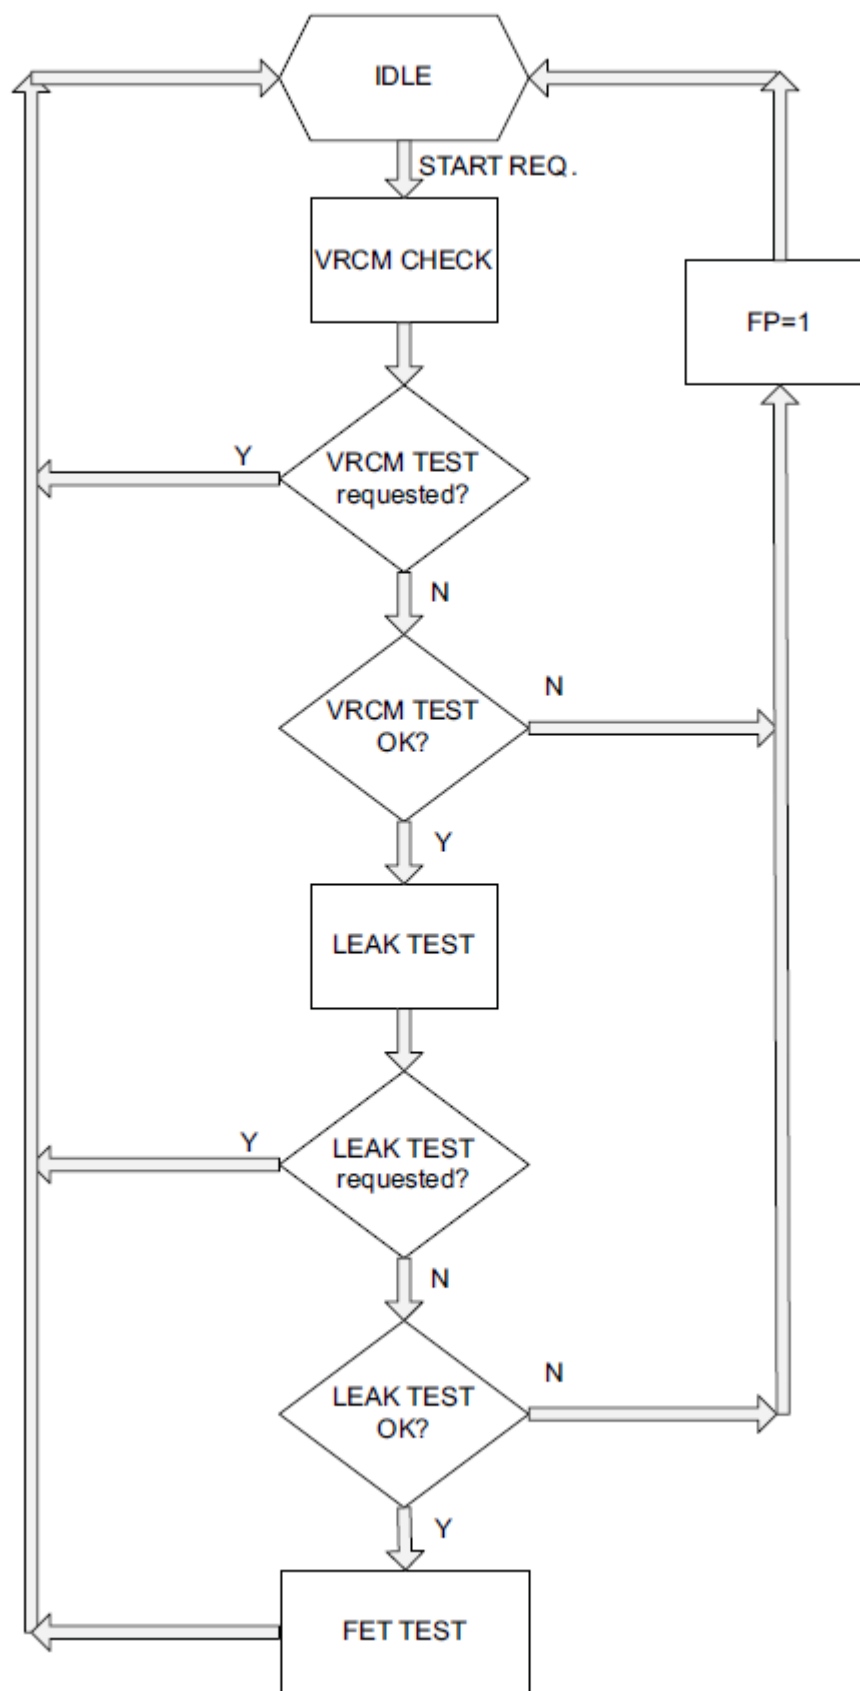 IDLE
START REQ.
VRCM CHECK
FP=1
Y
VRCM TEST
requested?
N
N
VRCM TEST
OK?
Y
LEAK TEST
Y
LEAK TEST
requested?
N
N
LEAK TEST
OK?
Y
FET TEST